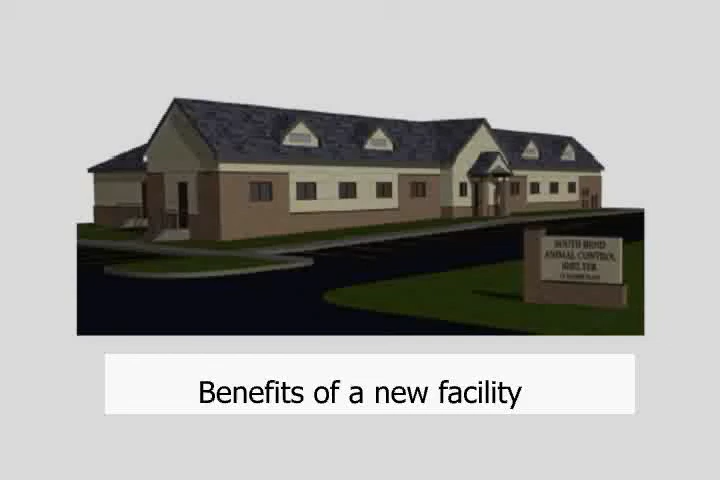 SOUTH BEND
ANIMAL CONTROL
SHELTER
Benefits of a new facility